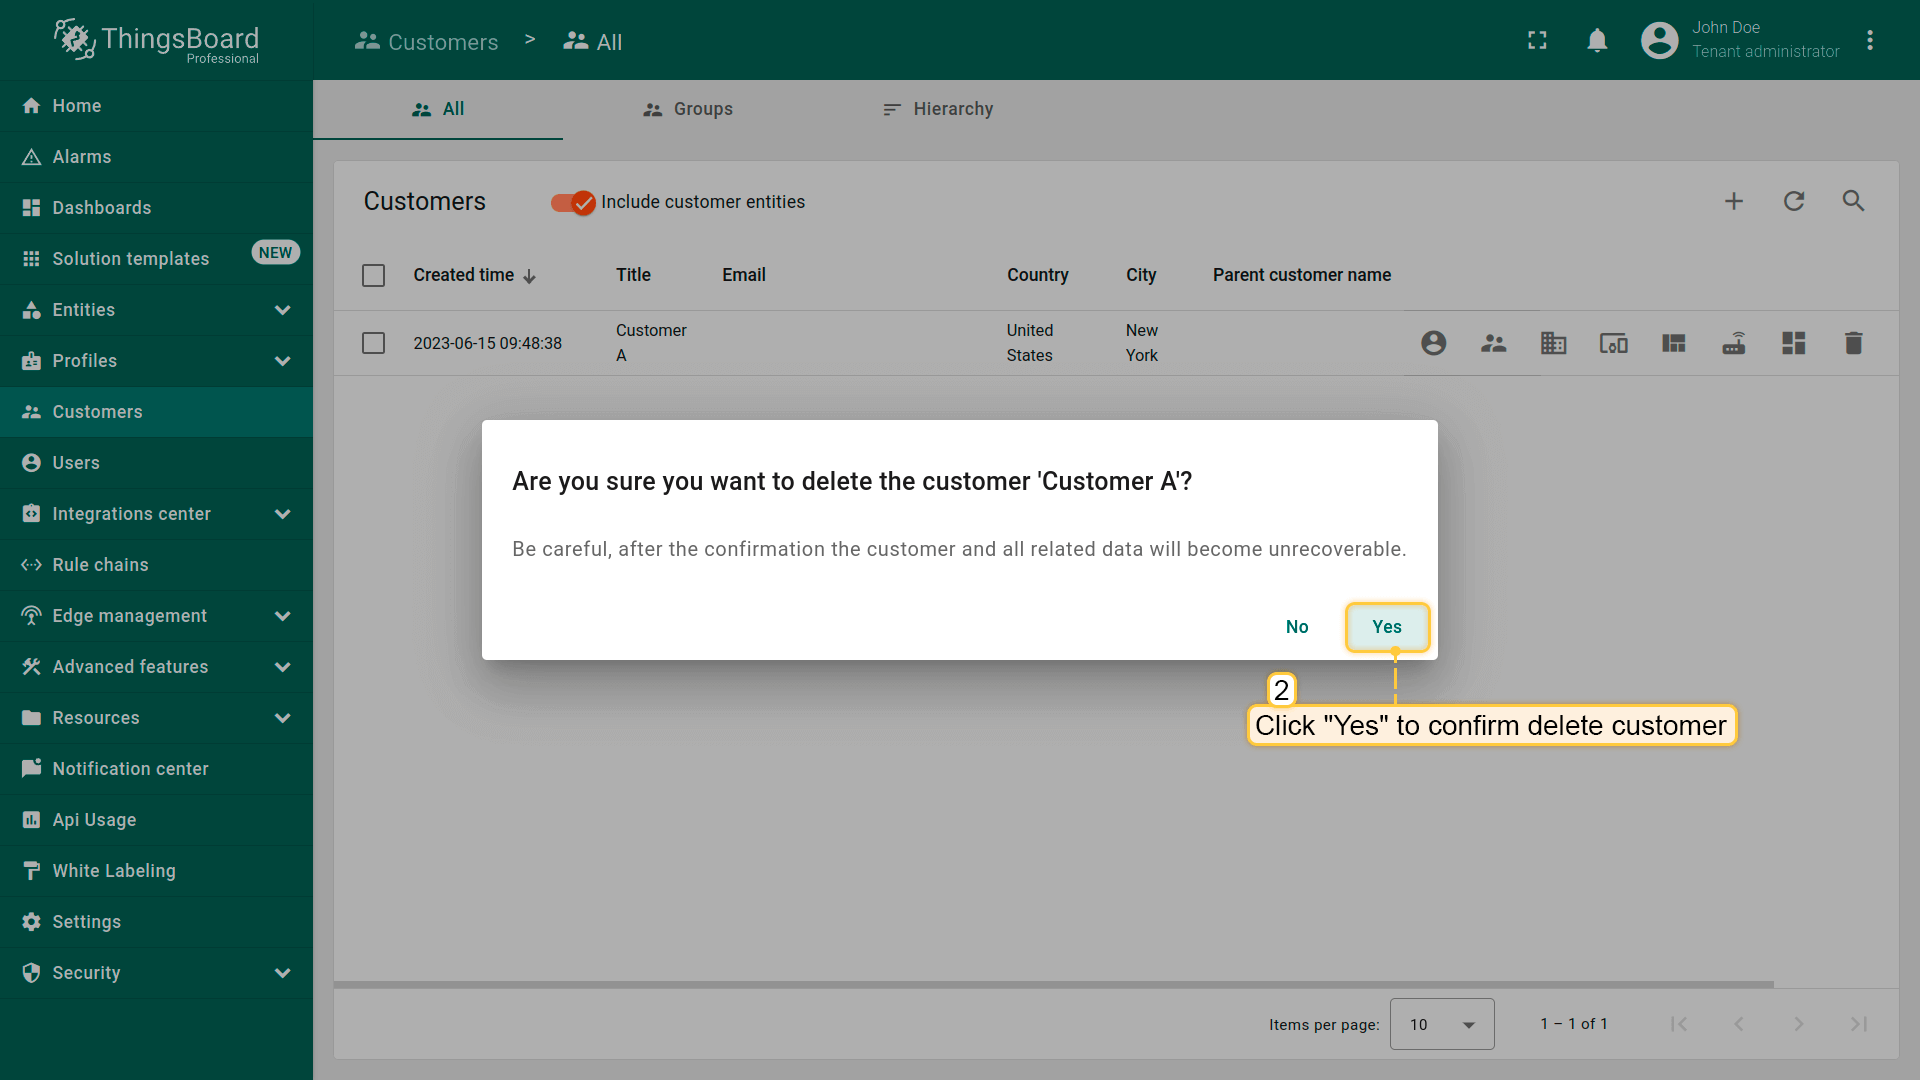 ThingsBoard
Professional
Customers > All
John Doe
Tenant administrator
Home
Alarms
Dashboards
Solution templates NEW
Entities
Profiles
Customers
Users
Integrations center
Rule chains
Edge management
Advanced features
Resources
Notification center
Api Usage
White Labeling
Settings
Security
All Groups Hierarchy
Customers Include customer entities
Created time Title Email Country City Parent customer name
2023-06-15 09:48:38
Customer
A
United
States
New
York
Are you sure you want to delete the customer 'Customer A'?
Be careful, after the confirmation the customer and all related data will become unrecoverable.
No Yes
2
Click "Yes" to confirm delete customer
Items per page: 10 1 – 1 of 1